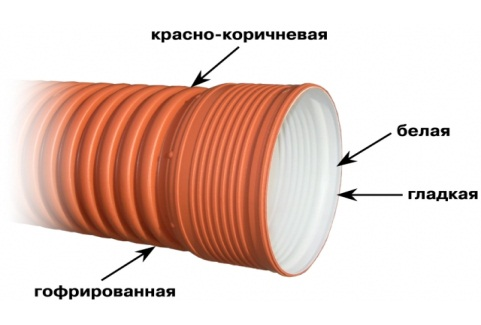 красно-коричневая
белая
гладкая
гофрированная